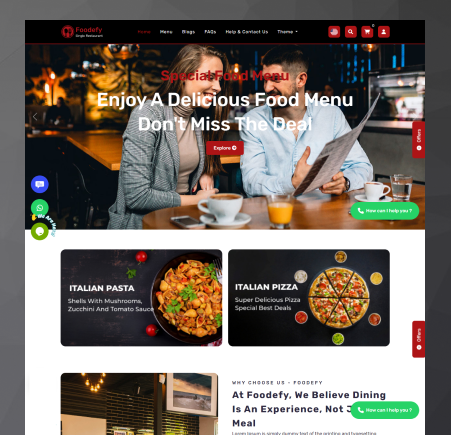 Foodefy
Single Restaurant
Home
Menu
Blogs
FAQs
Help & Contact Us
Theme
0
Special Food Menu
Enjoy A Delicious Food Menu
Don't Miss The Deal
Explore
Offers
How can I help you ?
ITALIAN PASTA
Shells With Mushrooms,
Zucchini And Tomato Sauce
ITALIAN PIZZA
Super Delicious Pizza
Special Best Deals
Offers
WHY CHOOSE US - FOODEFY
At Foodefy, We Believe Dining
Is An Experience, Not
Meal
How can I help you ?
Lorem Ipsum is simply dummy text of the printing and typesetting